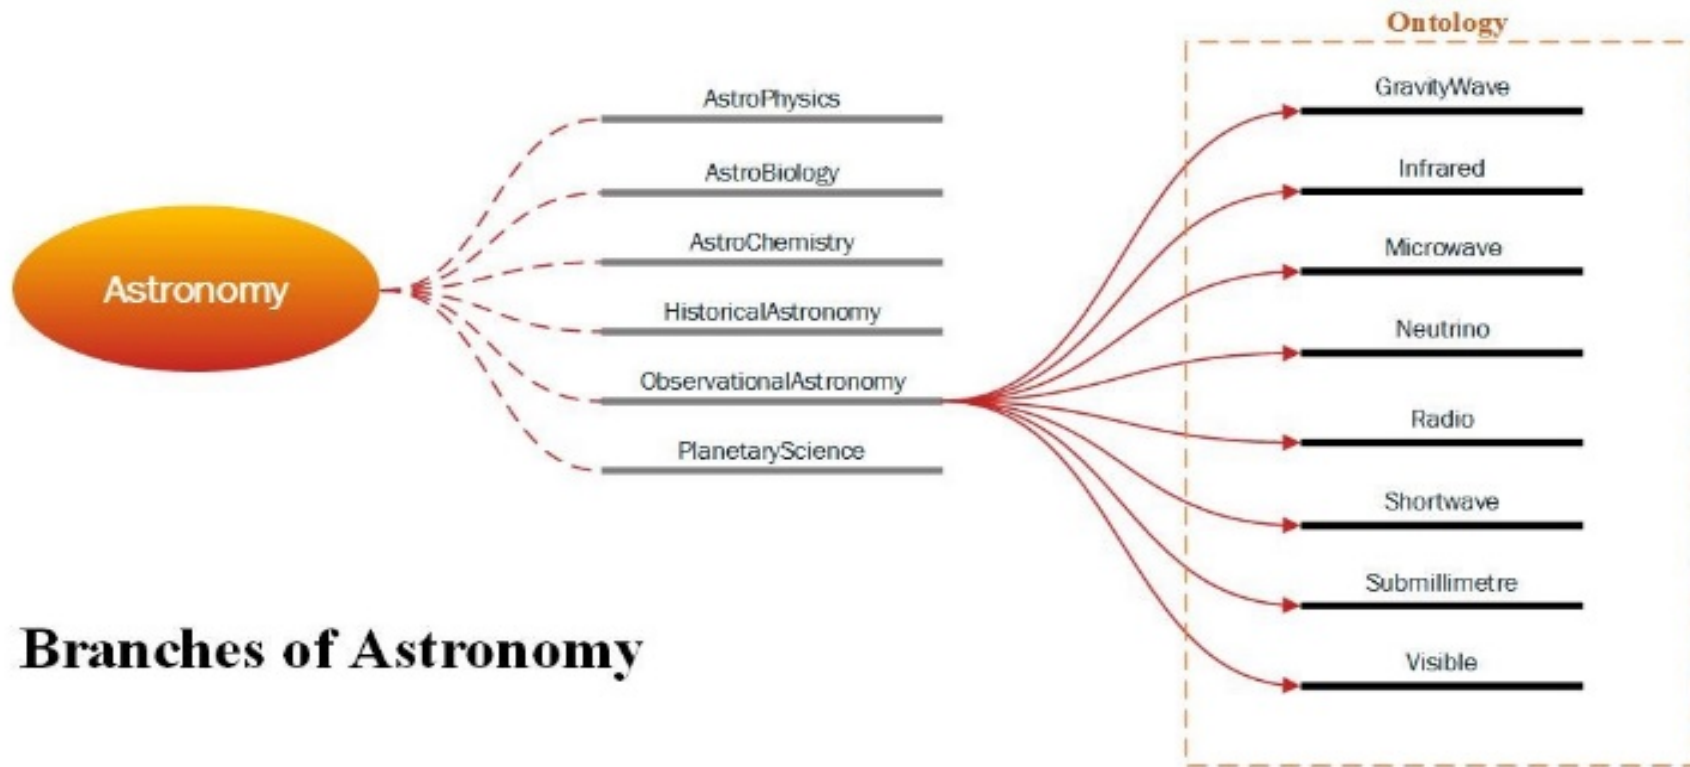 Ontology
Astronomy
AstroPhysics
AstroBiology
AstroChemistry
HistoricalAstronomy
ObservationalAstronomy
PlanetaryScience
GravityWave
Infrared
Microwave
Neutrino
Radio
Shortwave
Submillimetre
Visible
Branches of Astronomy